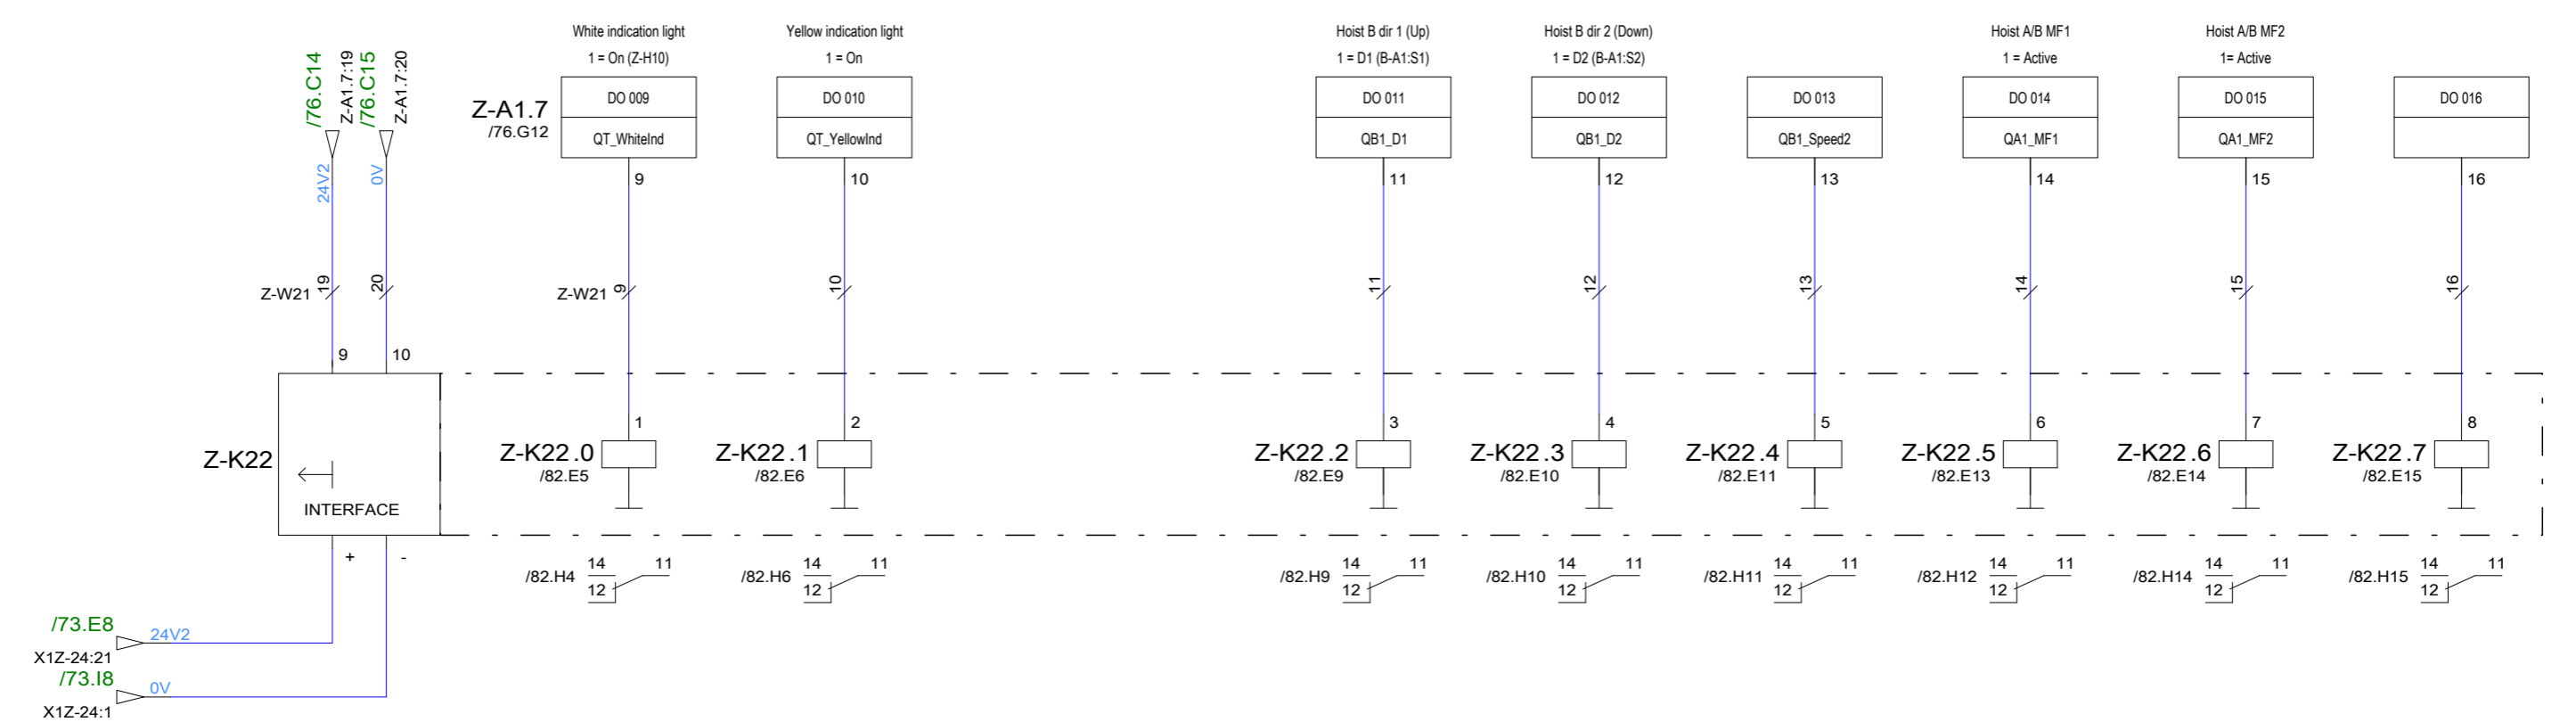 White indication light
Yellow indication light
Hoist B dir 1 (Up)
Hoist B dir 2 (Down)
Hoist A/B MF1
Hoist A/B MF2
1 = On (Z-H10)
1 = On
1 = D1 (B-A1:S1)
1 = D2 (B-A1:S2)
1 = Active
1= Active
/76.C14
Z-A1.7:19
/76.C15
Z-A1.7:20
Z-A1.7
/76.G12
DO 009
DO 010
DO 011
DO 012
DO 013
DO 014
DO 015
DO 016
QT_WhiteInd
QT_YellowInd
QB1_D1
QB1_D2
QB1_Speed2
QA1_MF1
QA1_MF2
24V2
0V
9
10
11
12
13
14
15
16
Z-W21
19
20
Z-W21
9
10
11
12
13
14
15
16
9
10
1
2
3
4
5
6
7
8
Z-K22
Z-K22.0
Z-K22.1
Z-K22.2
Z-K22.3
Z-K22.4
Z-K22.5
Z-K22.6
Z-K22.7
/82.E5
/82.E6
/82.E9
/82.E10
/82.E11
/82.E13
/82.E14
/82.E15
INTERFACE
+
-
/82.H4
14
11
12
/82.H6
14
11
12
/82.H9
14
11
12
/82.H10
14
11
12
/82.H11
14
11
12
/82.H12
14
11
12
/82.H14
14
11
12
/82.H15
14
11
12
/73.E8
24V2
X1Z-24:21
/73.I8
0V
X1Z-24:1